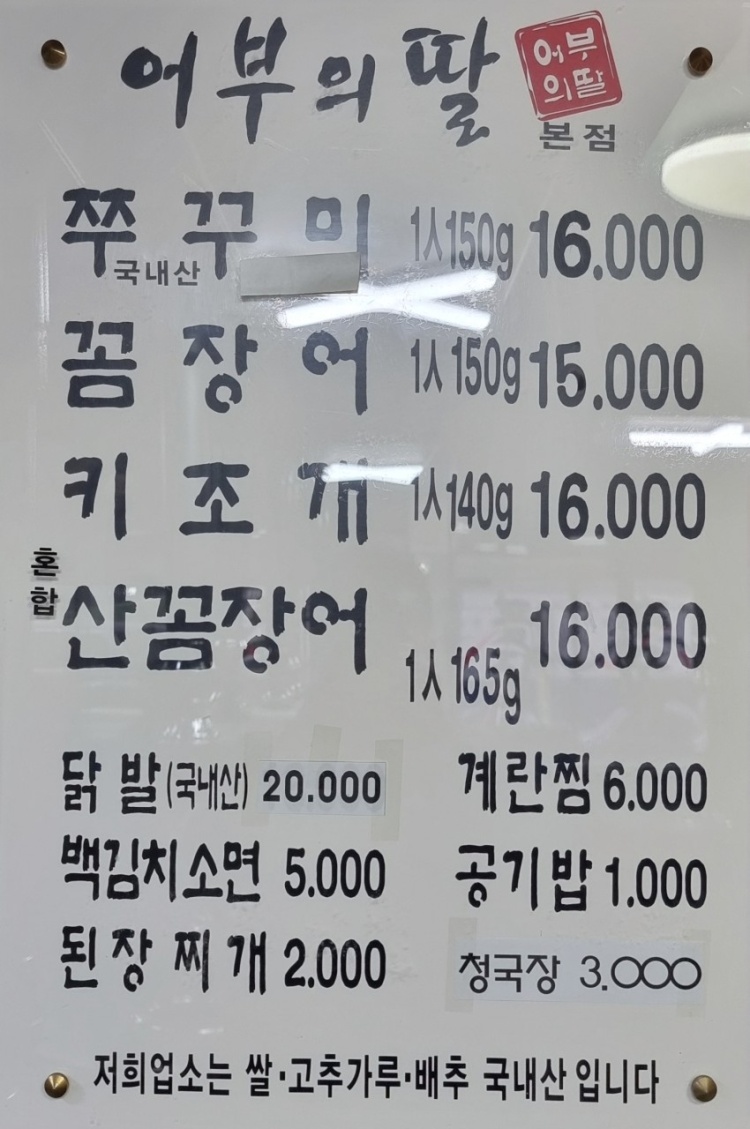 어부의딸 어부
의딸
본점
쭈꾸미 1人150g 16.000
국내산
꼼장어 1人150g 15.000
키조개 1人140g 16.000
혼합 산꼼장어 1人165g 16.000
닭발(국내산) 20.000 계란찜 6.000
백김치소면 5.000 공기밥 1.000
된장찌개 2.000 청국장 3.000
저희업소는 쌀·고추가루·배추 국내산입니다